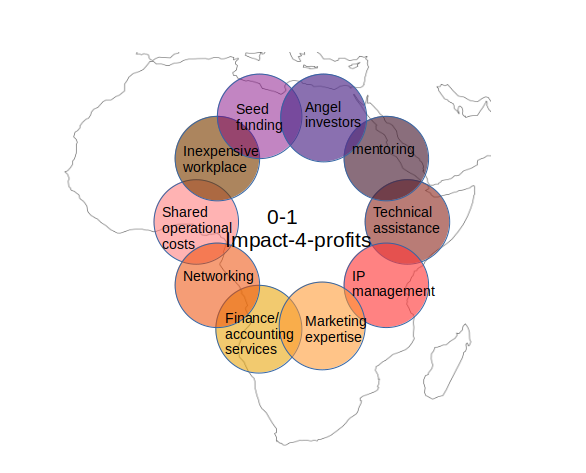 Seed
funding
Angel
investors
mentoring
Technical
assistance
IP
management
Marketing
expertise
Finance/
accounting
services
Networking
Shared
operational
costs
Inexpensive
workplace
0-1
Impact-4-profits